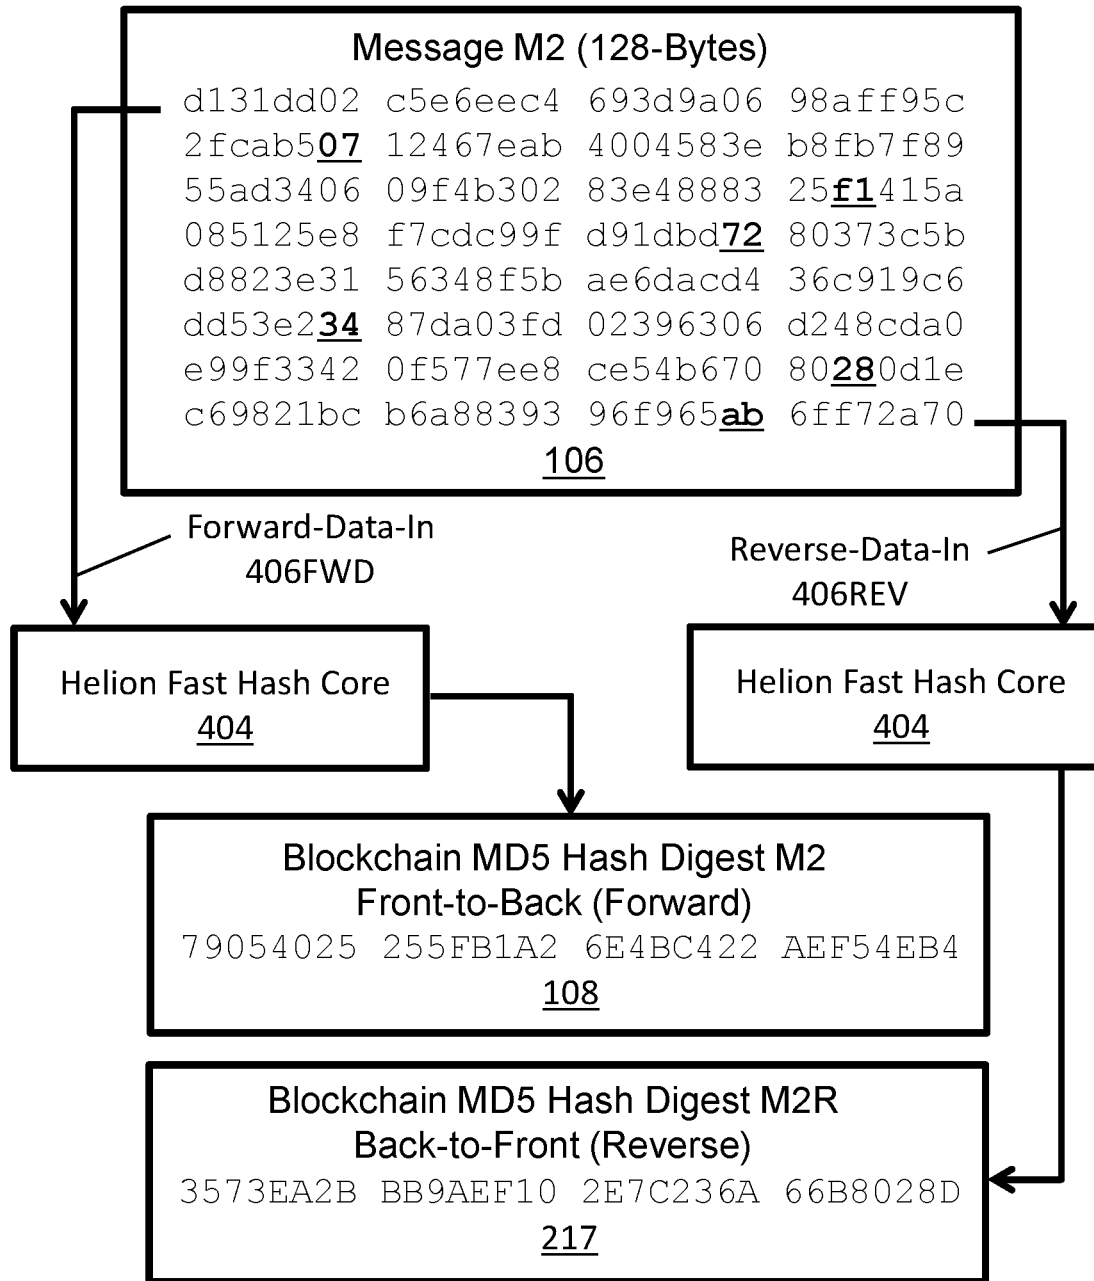 Message M2 (128-Bytes)
d131dd02 c5e6eec4 693d9a06 98aff95c
2fcab507 12467eab 4004583e b8fb7f89
55ad3406 09f4b302 83e48883 25f1415a
085125e8 f7cdc99f d91dbd72 80373c5b
d8823e31 56348f5b ae6dacd4 36c919c6
dd53e234 87da03fd 02396306 d248cda0
e99f3342 0f577ee8 ce54b670 80280d1e
c69821bc b6a88393 96f965ab 6ff72a70
106
Forward-Data-In
406FWD
Reverse-Data-In
406REV
Helion Fast Hash Core
404
Helion Fast Hash Core
404
Blockchain MD5 Hash Digest M2
Front-to-Back (Forward)
79054025 255FB1A2 6E4BC422 AEF54EB4
108
Blockchain MD5 Hash Digest M2R
Back-to-Front (Reverse)
3573EA2B BB9AEF10 2E7C236A 66B8028D
217